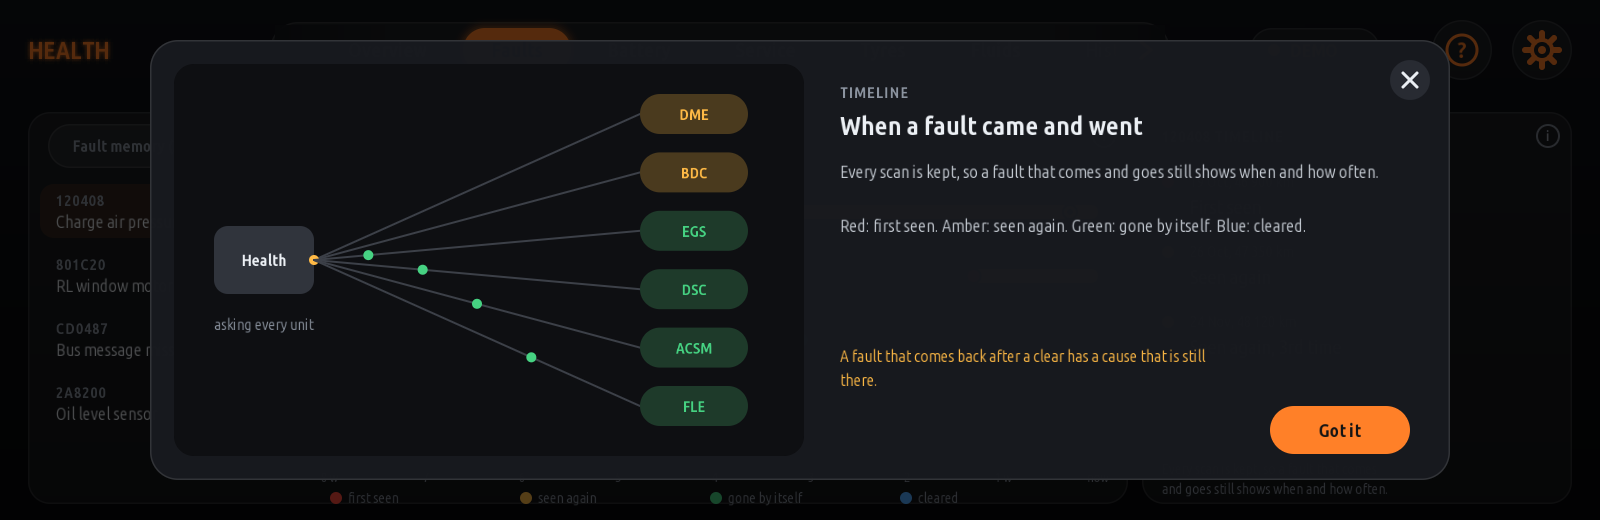 HEALTH
?
Fault memo
120408
Charge air pre
801C20
RL window mo
CD0487
Bus message r
2A8200
Oil level senso
Health
asking every unit
DME
BDC
EGS
DSC
ACSM
FLE
TIMELINE
When a fault came and went
Every scan is kept, so a fault that comes and goes still shows when and how often.
Red: first seen. Amber: seen again. Green: gone by itself. Blue: cleared.
A fault that comes back after a clear has a cause that is still
there.
Got it
i
first seen
seen again
gone by itself
cleared
and goes still shows when and how often.